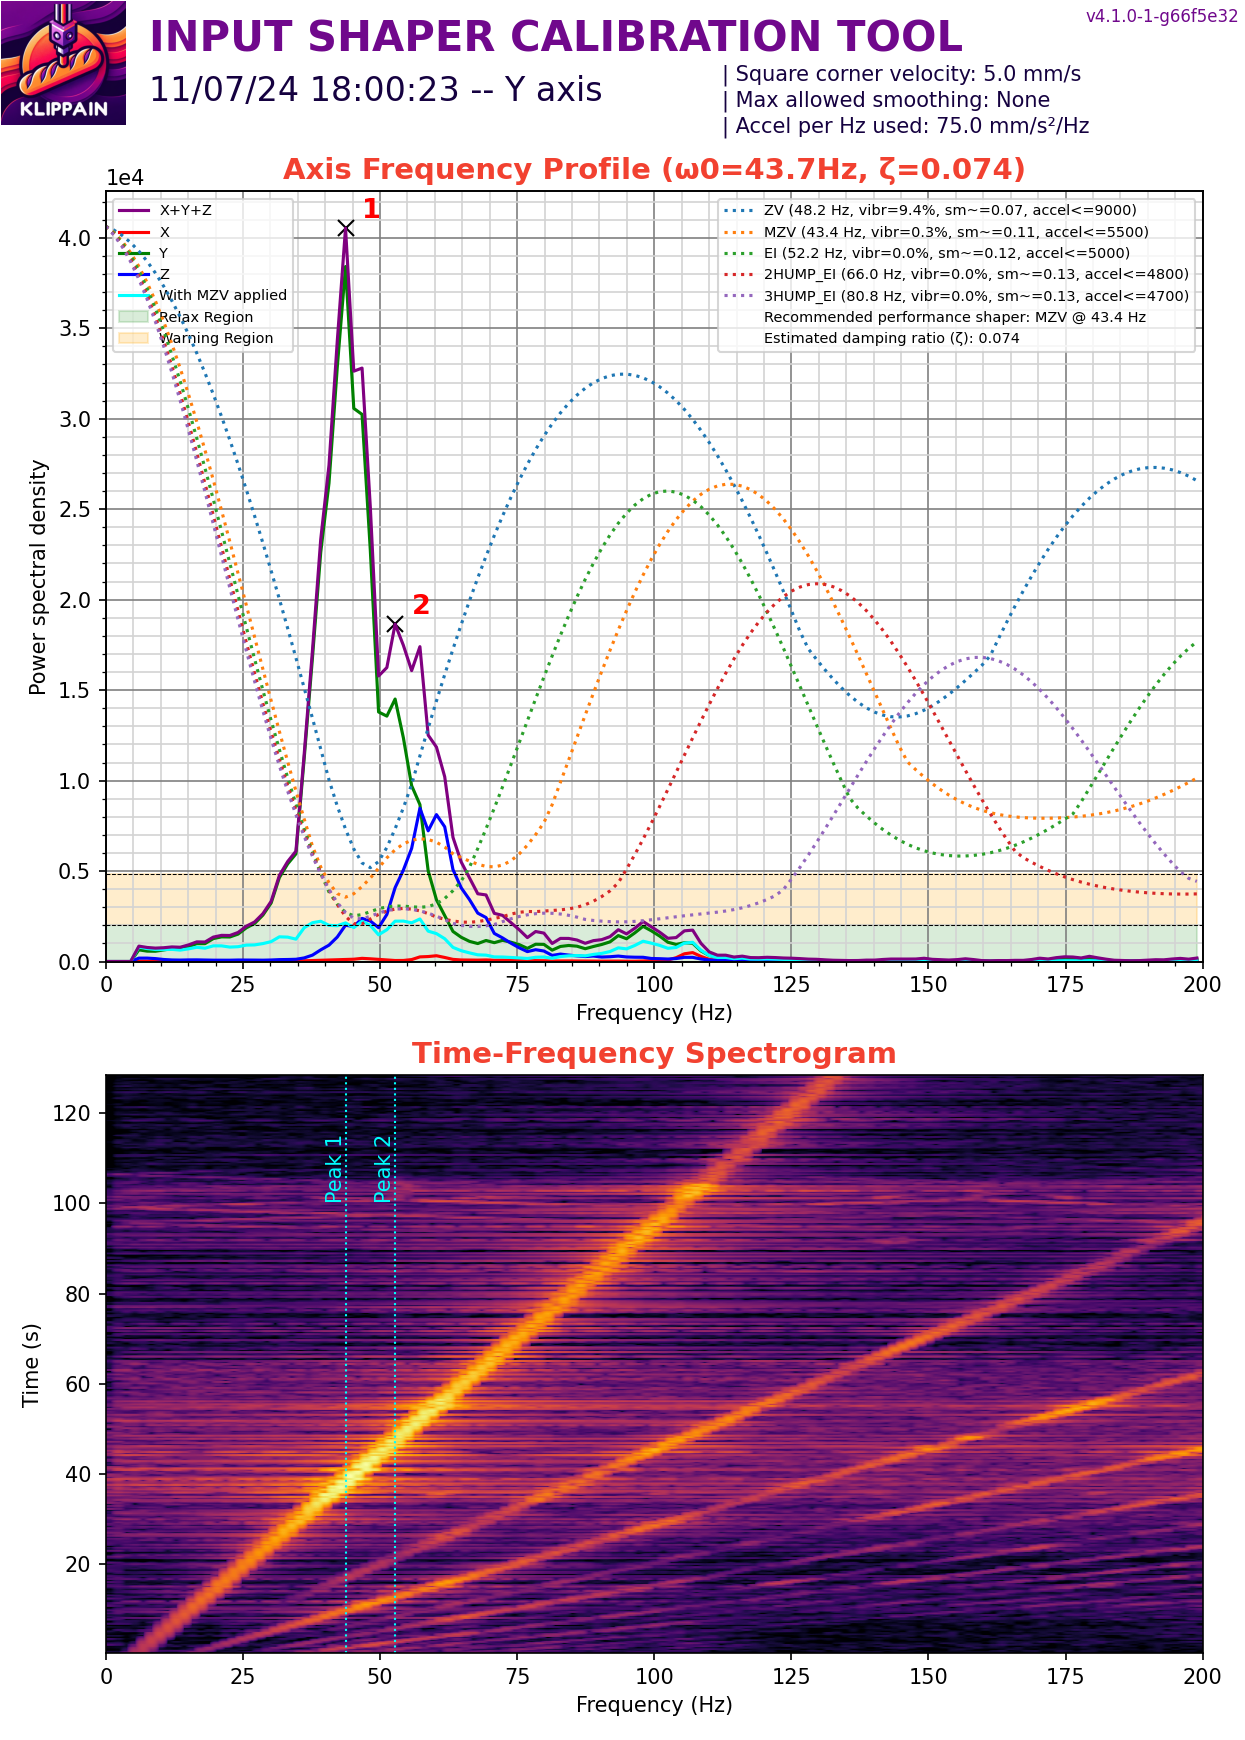 v4.1.0-1-g66f5e32
INPUT SHAPER CALIBRATION TOOL
11/07/24 18:00:23 -- Y axis
| Square corner velocity: 5.0 mm/s
| Max allowed smoothing: None
| Accel per Hz used: 75.0 mm/s²/Hz
KLIPPAIN
Axis Frequency Profile (ω0=43.7Hz, ζ=0.074)
1e4
X+Y+Z
X
Y
Z
With MZV applied
Relax Region
Warning Region
ZV (48.2 Hz, vibr=9.4%, sm~=0.07, accel<=9000)
MZV (43.4 Hz, vibr=0.3%, sm~=0.11, accel<=5500)
EI (52.2 Hz, vibr=0.0%, sm~=0.12, accel<=5000)
2HUMP_EI (66.0 Hz, vibr=0.0%, sm~=0.13, accel<=4800)
3HUMP_EI (80.8 Hz, vibr=0.0%, sm~=0.13, accel<=4700)
Recommended performance shaper: MZV @ 43.4 Hz
Estimated damping ratio (ζ): 0.074
1
2
4.0
3.5
3.0
2.5
2.0
1.5
1.0
0.5
0.0
Power spectral density
0 25 50 75 100 125 150 175 200
Frequency (Hz)
Time-Frequency Spectrogram
Peak 1
Peak 2
120
100
80
60
40
20
Time (s)
0 25 50 75 100 125 150 175 200
Frequency (Hz)